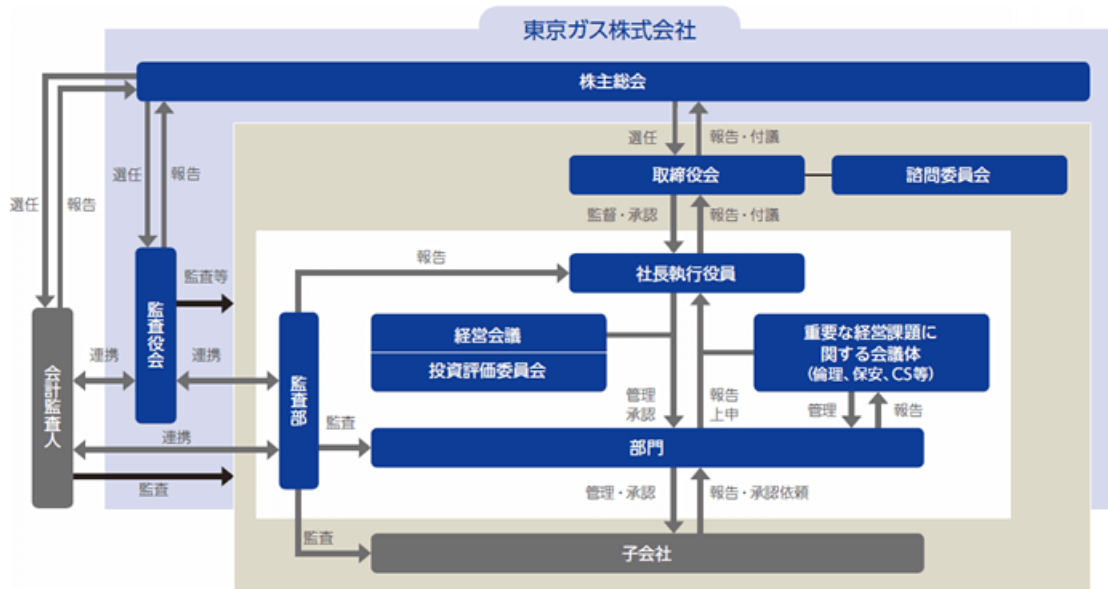 東京ガス株式会社
株主総会
選任
報告・付議
選任
報告
選任
報告
取締役会
諮問委員会
監督・承認
報告・付議
報告
社長執行役員
監査等
監査役会
会計監査人
監査部
経営会議
投資評価委員会
重要な経営課題に
関する会議体
(倫理、保安、CS等)
連携
連携
管理
承認
報告
上申
管理
報告
監査
連携
部門
監査
管理・承認
報告・承認依頼
監査
子会社